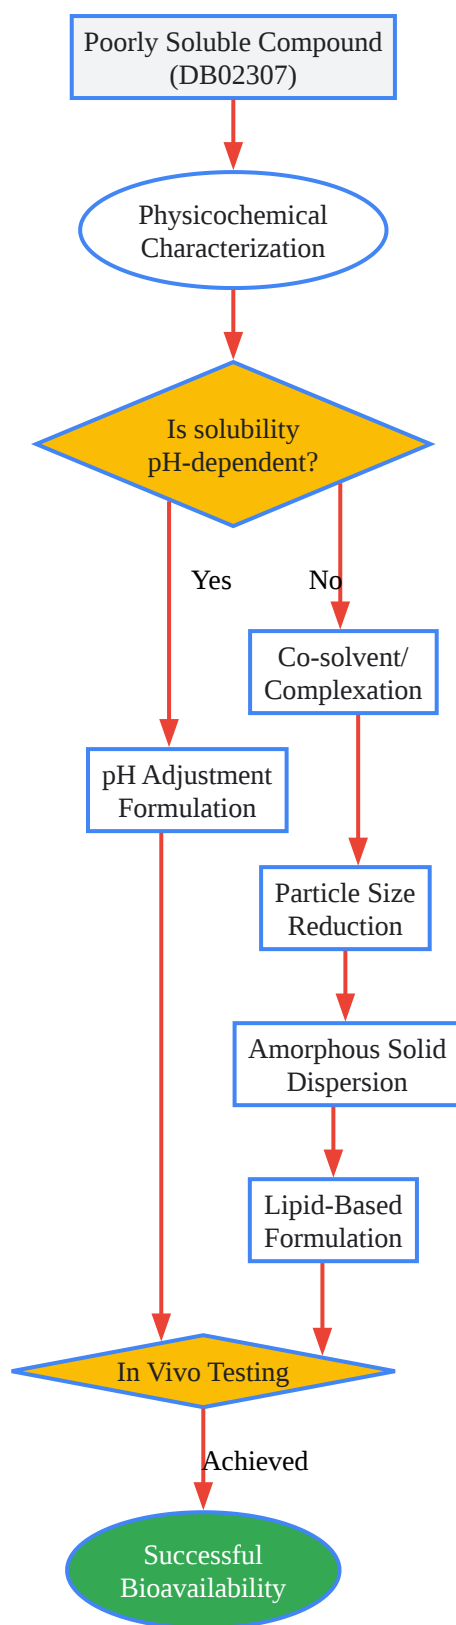 Poorly Soluble Compound
(DB02307)
Physicochemical
Characterization
Is solubility
pH-dependent?
Yes
No
Co-solvent/
Complexation
pH Adjustment
Formulation
Particle Size
Reduction
Amorphous Solid
Dispersion
Lipid-Based
Formulation
In Vivo Testing
Achieved
Successful
Bioavailability